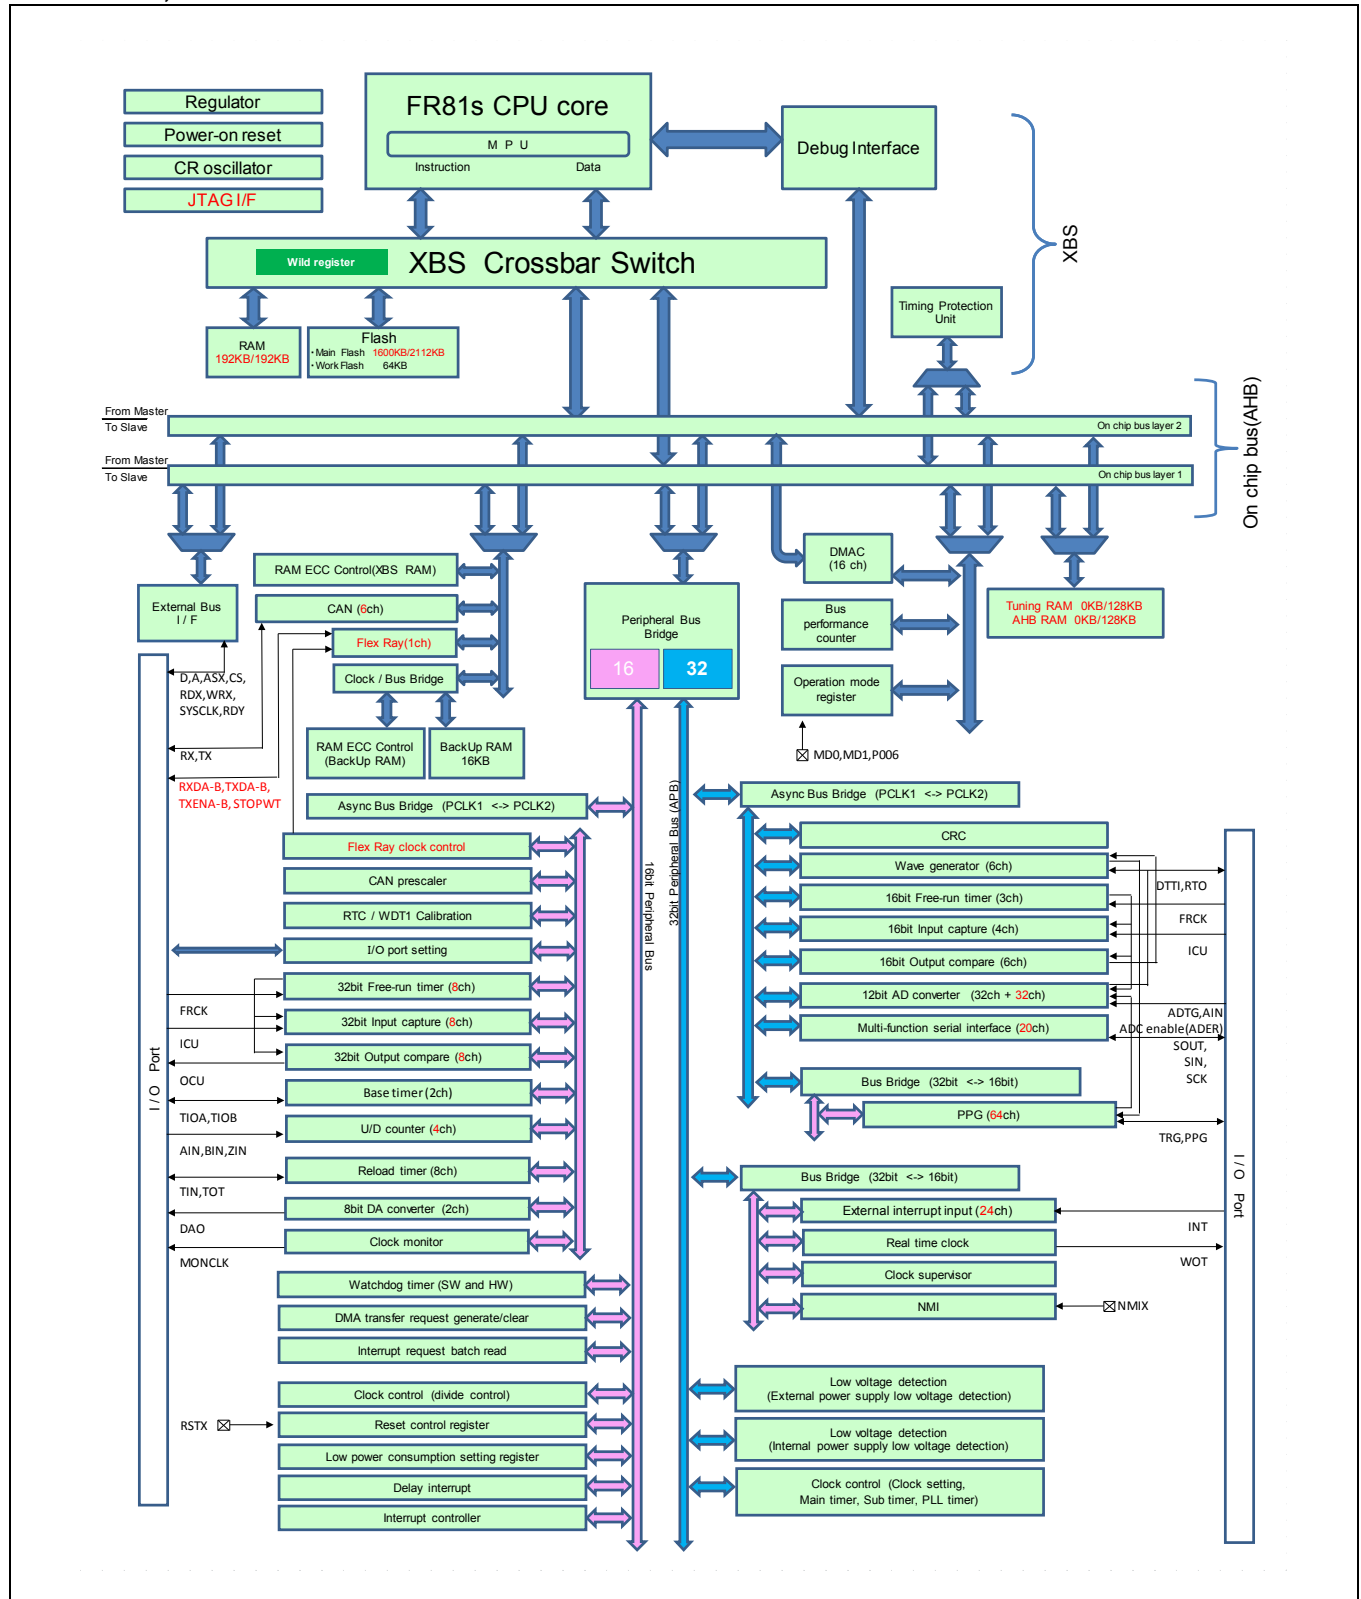 Regulator
Power-on reset
CR oscillator
JTAG I/F
FR81s CPU core
M P U
Instruction
Data
Debug Interface
XBS
Wild register
XBS Crossbar Switch
Timing Protection
Unit
RAM
192KB/192KB
Flash
・Main Flash 1600KB/2112KB
・Work Flash 64KB
From Master
To Slave
On chip bus layer 2
From Master
To Slave
On chip bus layer 1
On chip bus(AHB)
External Bus
I / F
RAM ECC Control(XBS RAM)
CAN (6ch)
Flex Ray(1ch)
Clock / Bus Bridge
RAM ECC Control
(BackUp RAM)
BackUp RAM
16KB
Peripheral Bus
Bridge
16
32
DMAC
(16 ch)
Bus
performance
counter
Operation mode
register
MD0,MD1,P006
Tuning RAM 0KB/128KB
AHB RAM 0KB/128KB
D,A,ASX,CS,
RDX,WRX,
SYSCLK,RDY
RX,TX
RXDA-B,TXDA-B,
TXENA-B, STOPWT
I / O Port
Async Bus Bridge (PCLK1 <-> PCLK2)
Flex Ray clock control
CAN prescaler
RTC / WDT1 Calibration
I/O port setting
32bit Free-run timer (8ch)
FRCK
32bit Input capture (8ch)
ICU
32bit Output compare (8ch)
OCU
Base timer (2ch)
TIOA,TIOB
U/D counter (4ch)
AIN,BIN,ZIN
Reload timer (8ch)
TIN,TOT
8bit DA converter (2ch)
DAO
Clock monitor
MONCLK
Watchdog timer (SW and HW)
DMA transfer request generate/clear
Interrupt request batch read
Clock control (divide control)
RSTX
Reset control register
Low power consumption setting register
Delay interrupt
Interrupt controller
16bit Peripheral Bus
32bit Peripheral Bus (APB)
Async Bus Bridge (PCLK1 <-> PCLK2)
CRC
Wave generator (6ch)
DTTI,RTO
16bit Free-run timer (3ch)
FRCK
16bit Input capture (4ch)
ICU
16bit Output compare (6ch)
12bit AD converter (32ch + 32ch)
ADTG,AIN
ADC enable(ADER)
Multi-function serial interface (20ch)
SOUT,
SIN,
SCK
Bus Bridge (32bit <-> 16bit)
PPG (64ch)
TRG,PPG
Bus Bridge (32bit <-> 16bit)
External interrupt input (24ch)
INT
Real time clock
WOT
Clock supervisor
NMI
NMIX
I / O Port
Low voltage detection
(External power supply low voltage detection)
Low voltage detection
(Internal power supply low voltage detection)
Clock control (Clock setting,
Main timer, Sub timer, PLL timer)